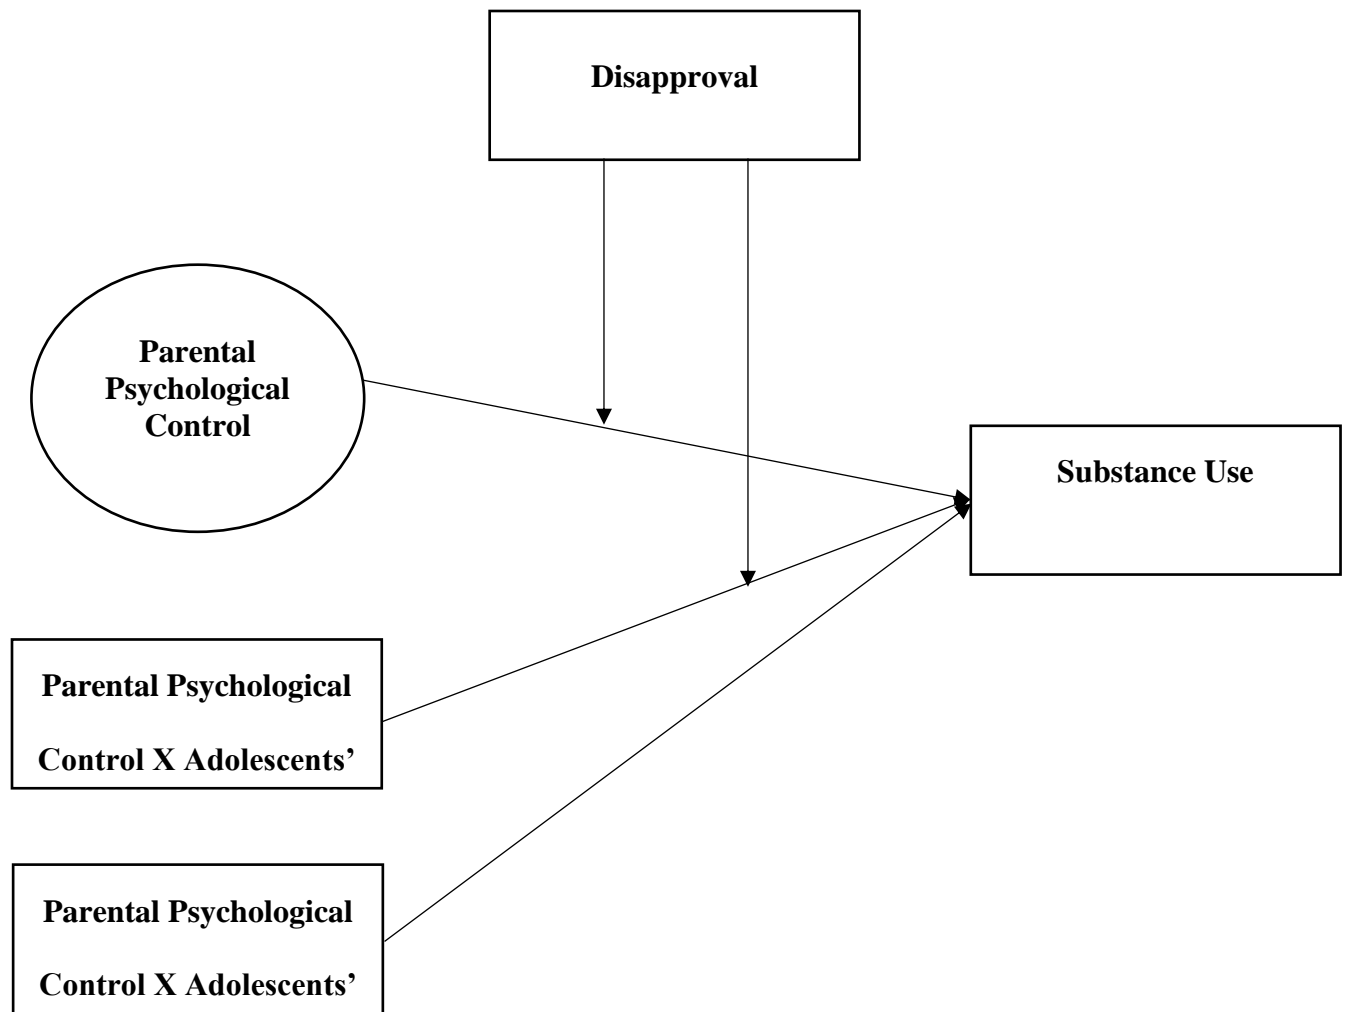 Disapproval
Parental
Psychological
Control
Substance Use
Parental Psychological
Control X Adolescents’
Parental Psychological
Control X Adolescents’